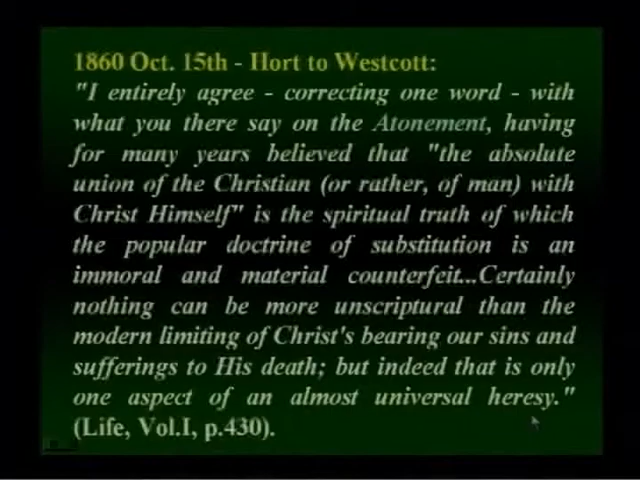 1860 Oct. 15th - Hort to Westcott:
"I entirely agree - correcting one word - with
what you there say on the Atonement, having
for many years believed that "the absolute
union of the Christian (or rather, of man) with
Christ Himself" is the spiritual truth of which
the popular doctrine of substitution is an
immoral and material counterfeit...Certainly
nothing can be more unscriptural than the
modern limiting of Christ's bearing our sins and
sufferings to His death; but indeed that is only
one aspect of an almost universal heresy."
(Life, Vol.I, p.430).